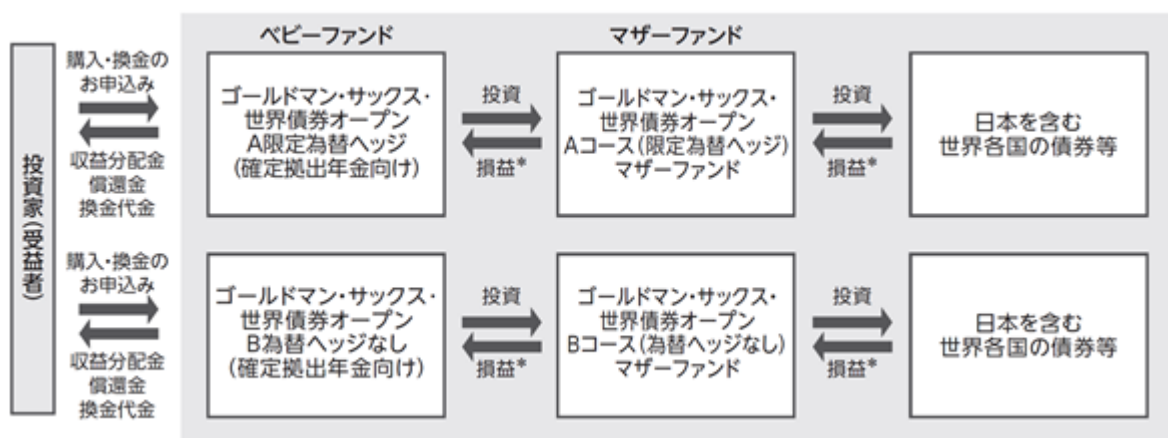 ベビーファンド
マザーファンド
投資家(受益者)
購入・換金の
お申込み
収益分配金
償還金
換金代金
ゴールドマン・サックス・
世界債券オープン
A限定為替ヘッジ
(確定拠出年金向け)
投資
損益*
ゴールドマン・サックス・
世界債券オープン
Aコース(限定為替ヘッジ)
マザーファンド
投資
損益*
日本を含む
世界各国の債券等
購入・換金の
お申込み
収益分配金
償還金
換金代金
ゴールドマン・サックス・
世界債券オープン
B為替ヘッジなし
(確定拠出年金向け)
投資
損益*
ゴールドマン・サックス・
世界債券オープン
Bコース(為替ヘッジなし)
マザーファンド
投資
損益*
日本を含む
世界各国の債券等